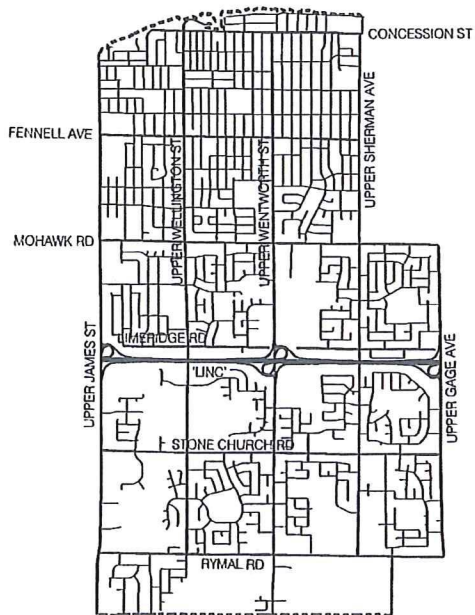 CONCESSION ST
UPPER SHERMAN AVE
FENNELL AVE
UPPER WELLINGTON ST
UPPER WENTWORTH ST
MOHAWK RD
LIMERIDGE RD
'LINC'
UPPER JAMES ST
UPPER GAGE AVE
STONE CHURCH RD
RYMAL RD